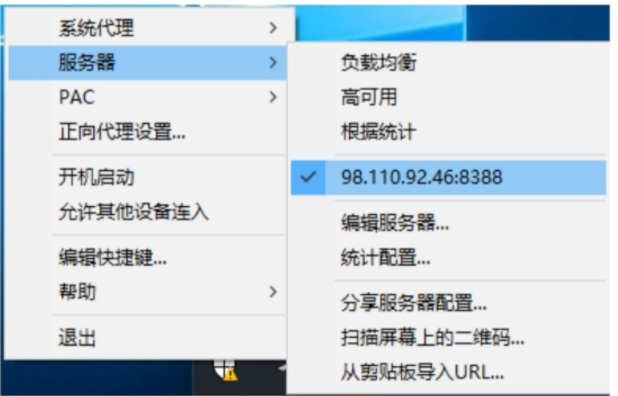 系统代理
服务器
PAC
正向代理设置...
开机启动
允许其他设备连入
编辑快捷键...
帮助
退出
负载均衡
高可用
根据统计
98.110.92.46:8388
编辑服务器...
统计配置...
分享服务器配置...
扫描屏幕上的二维码...
从剪贴板导入URL...